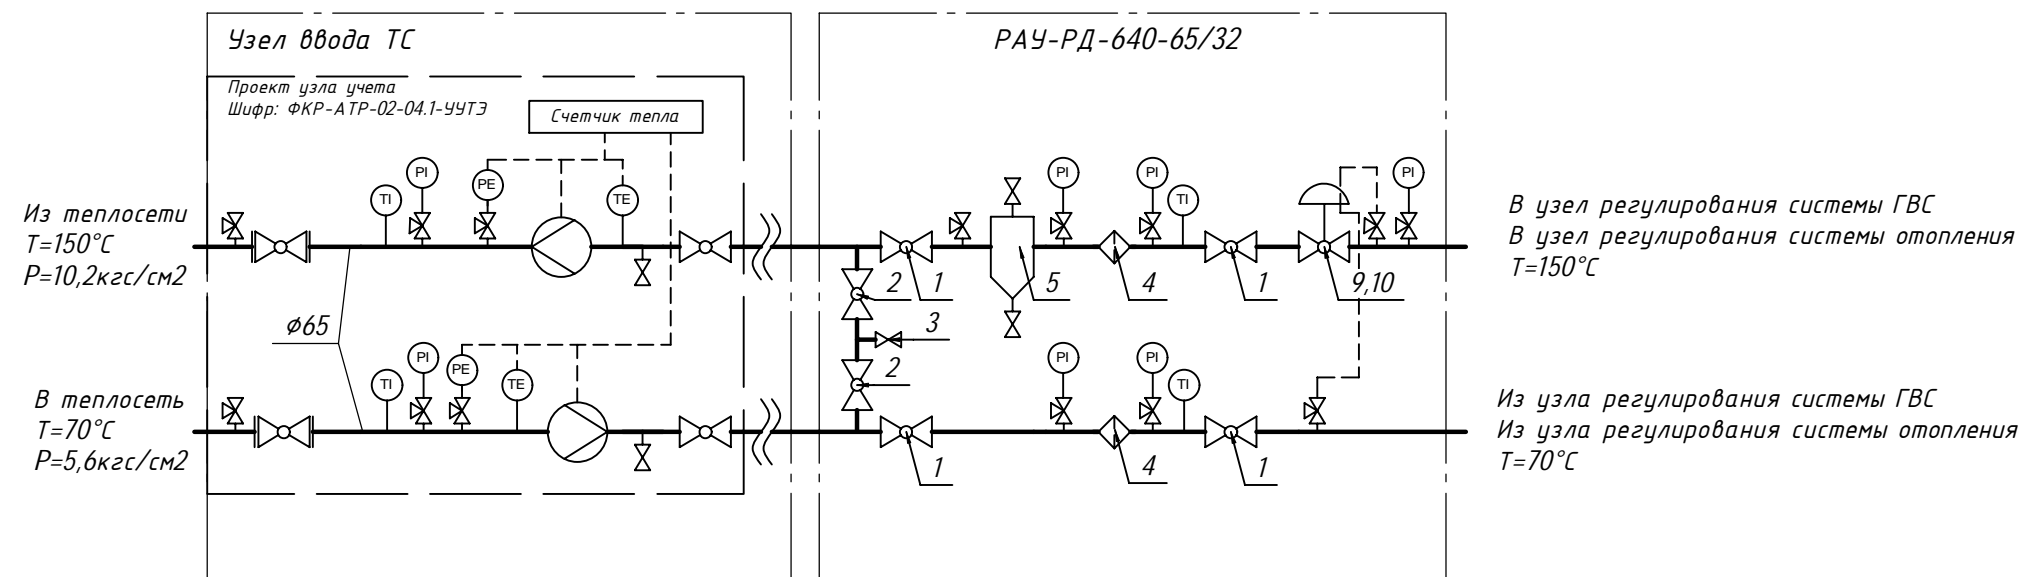 Узел ввода ТС
РАУ-РД-640-65/32
Проект узла учета
Шифр: ФКР-АТР-02-04.1-УУТЭ
Счетчик тепла
PI
PE
TI
TE
PI
PI
TI
PI
Из теплосети
T=150°C
P=10,2кгс/см2
В узел регулирования системы ГВС
В узел регулирования системы отопления
T=150°C
2
1
5
4
1
9,10
ϕ65
3
PI
PE
TI
TE
2
PI
PI
TI
В теплосеть
T=70°C
P=5,6кгс/см2
Из узла регулирования системы ГВС
Из узла регулирования системы отопления
T=70°C
1
4
1